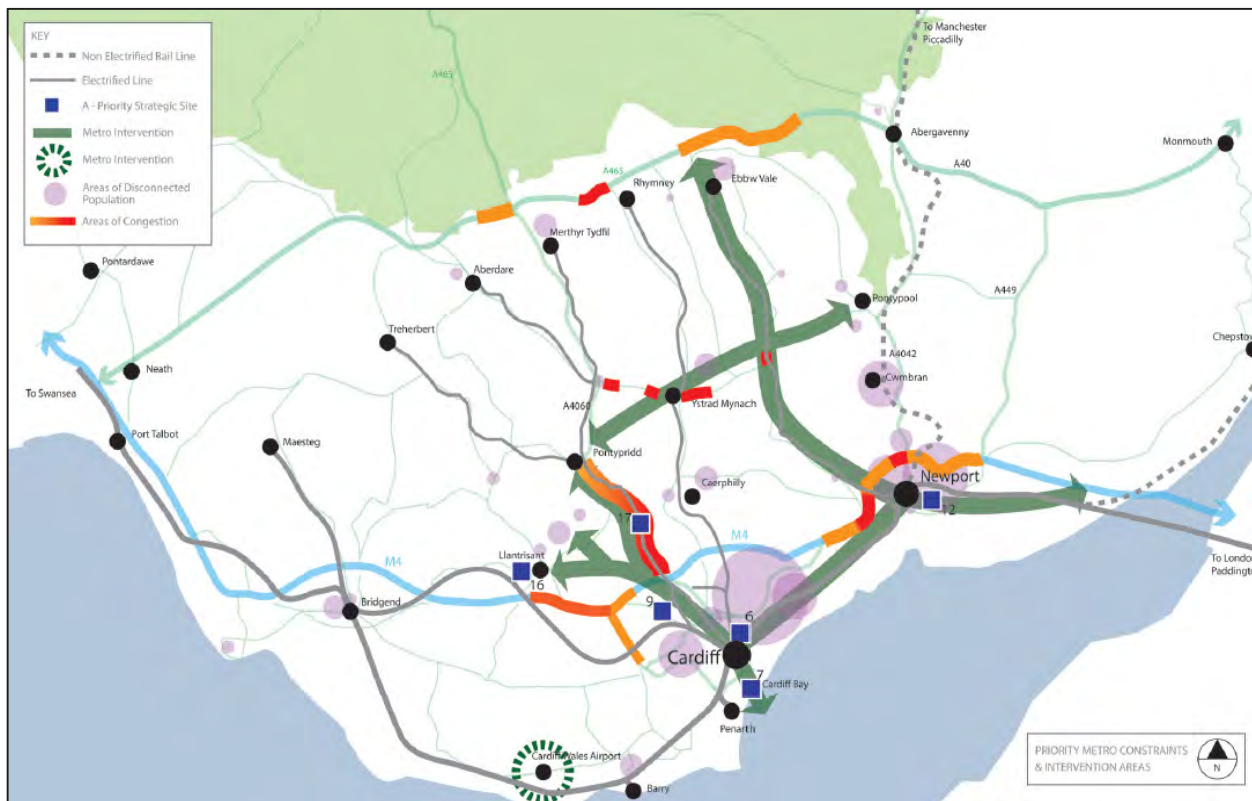 KEY
Non Electrified Rail Line
Electrified Line
A - Priority Strategic Site
Metro Intervention
Metro Intervention
Areas of Disconnected
Population
Areas of Congestion
To Manchester
Piccadilly
A465
Abergavenny
Monmouth
A40
A465
Rhymney
Ebbw Vale
Merthyr Tydfil
Pontardawe
Aberdare
A449
Pontypool
Treherbert
Chepstow
A4042
Neath
Cwmbran
To Swansea
Ystrad Mynach
A4060
Port Talbot
Maesteg
Pontypridd
Newport
Caerphilly
12
17
M4
Llantrisant
M4
To London
Paddington
16
Bridgend
9
6
Cardiff
7
Cardiff Bay
Penarth
Cardiff Wales Airport
Barry
PRIORITY METRO CONSTRAINTS
& INTERVENTION AREAS
N